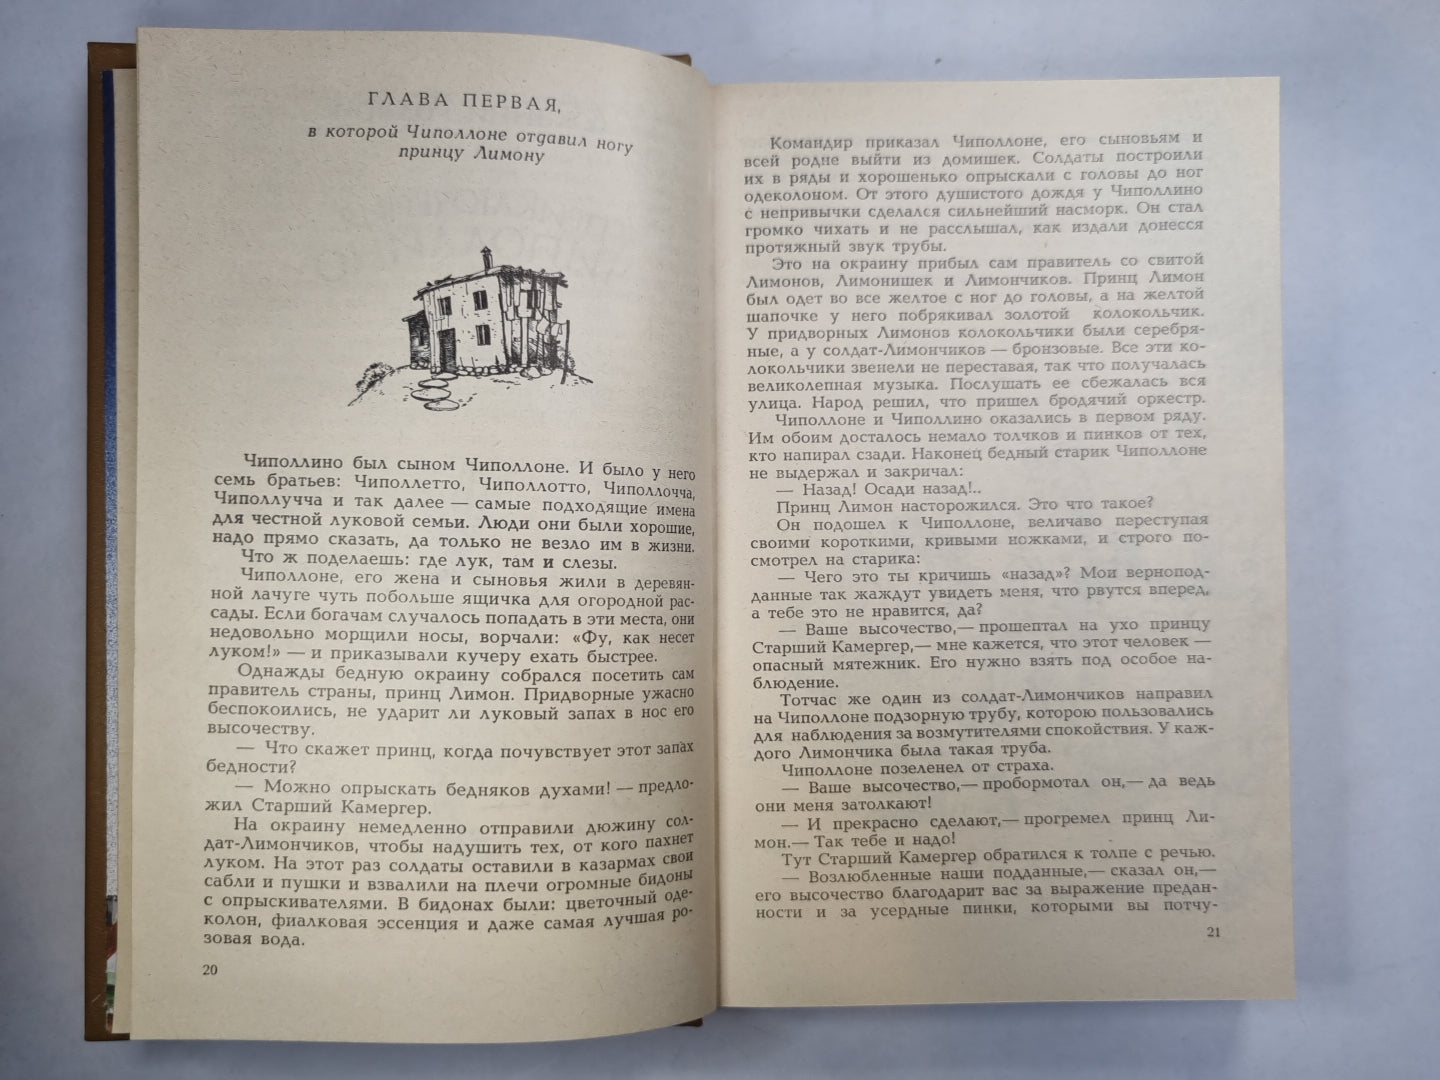 ГЛАВА ПЕРВАЯ,
в которой Чиполлоне отдавил ногу
принцу Лимону
Чиполлино был сыном Чиполлоне. И было у него
семь братьев: Чиполлетто, Чиполлотто, Чиполлочча,
Чиполлучча и так далее — самые подходящие имена
для честной луковой семьи. Люди они были хорошие,
надо прямо сказать, да только не везло им в жизни.
Что ж поделаешь: где лук, там и слезы.
Чиполлоне, его жена и сыновья жили в деревян-
ной лачуге чуть побольше ящичка для огородной рас-
сады. Если богачам случалось попадать в эти места, они
недовольно морщили носы, ворчали: «Фу, как несет
луком!» — и приказывали кучеру ехать быстрее.
Однажды бедную окраину собрался посетить сам
правитель страны, принц Лимон. Придворные ужасно
беспокоились, не ударит ли луковый запах в нос его
высочеству.
— Что скажет принц, когда почувствует этот запах
бедности?
— Можно опрыскать бедняков духами! — предло-
жил Старший Камергер.
На окраину немедленно отправили дюжину сол-
дат-Лимончиков, чтобы надушить тех, от кого пахнет
луком. На этот раз солдаты оставили в казармах свои
сабли и пушки и взвалили на плечи огромные бидоны
с опрыскивателями. В бидонах были: цветочный оде-
колон, фиалковая эссенция и даже самая лучшая ро-
зовая вода.
20
Командир приказал Чиполлоне, его сыновьям и
всей родне выйти из домишек. Солдаты построили
их в ряды и хорошенько опрыскали с головы до ног
одеколоном. От этого душистого дождя у Чиполлино
с непривычки сделался сильнейший насморк. Он стал
громко чихать и не расслышал, как издали донесся
протяжный звук трубы.
Это на окраину прибыл сам правитель со свитой
Лимонов, Лимонишек и Лимончиков. Принц Лимон
был одет во все желтое с ног до головы, а на желтой
шапочке у него побрякивал золотой колокольчик.
У придворных Лимонов колокольчики были серебря-
ные, а у солдат-Лимончиков — бронзовые. Все эти ко-
локольчики звенели не переставая, так что получалась
великолепная музыка. Послушать ее сбежалась вся
улица. Народ решил, что пришел бродячий оркестр.
Чиполлоне и Чиполлино оказались в первом ряду.
Им обоим досталось немало толчков и пинков от тех,
кто напирал сзади. Наконец бедный старик Чиполлоне
не выдержал и закричал:
— Назад! Осади назад!..
Принц Лимон насторожился. Это что такое?
Он подошел к Чиполлоне, величаво переступая
своими короткими, кривыми ножками, и строго по-
смотрел на старика:
— Чего это ты кричишь «назад»? Мои вернопод-
данные так жаждут увидеть меня, что рвутся вперед,
а тебе это не нравится, да?
— Ваше высочество,— прошептал на ухо принцу
Старший Камергер,— мне кажется, что этот человек —
опасный мятежник. Его нужно взять под особое на-
блюдение.
Тотчас же один из солдат-Лимончиков направил
на Чиполлоне подзорную трубу, которою пользовались
для наблюдения за возмутителями спокойствия. У каж-
дого Лимончика была такая труба.
Чиполлоне позеленел от страха.
— Ваше высочество,— пробормотал он,— да ведь
они меня затолкают!
— И прекрасно сделают,— прогремел принц Ли-
мон.— Так тебе и надо!
Тут Старший Камергер обратился к толпе с речью.
— Возлюбленные наши подданные,— сказал он,—
его высочество благодарит вас за выражение предан-
ности и за усердные пинки, которыми вы потчу-
21